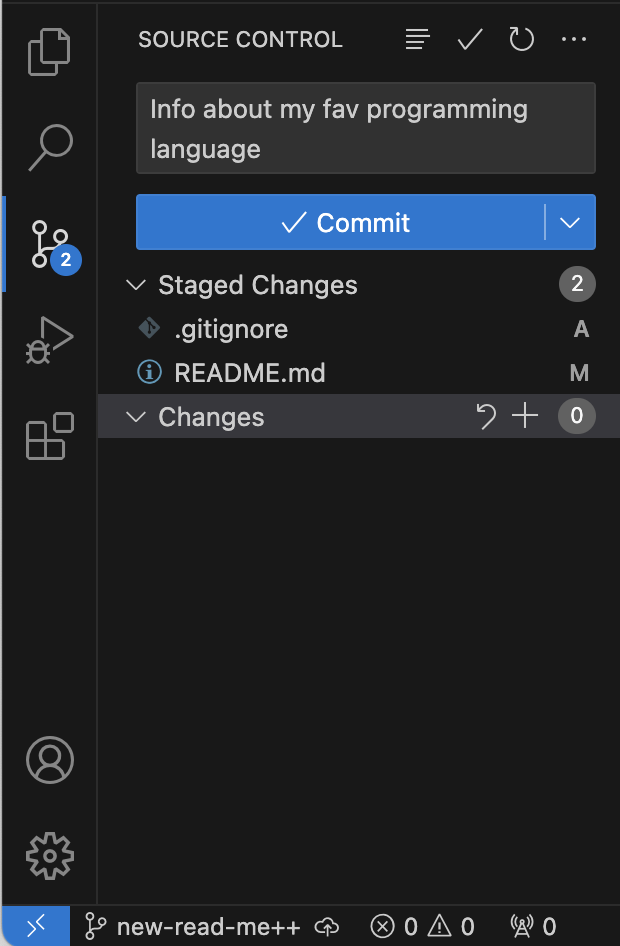 SOURCE CONTROL
Info about my fav programming
language
2
Commit
Staged Changes 2
.gitignore A
README.md M
Changes 0
new-read-me++ 0 0 0